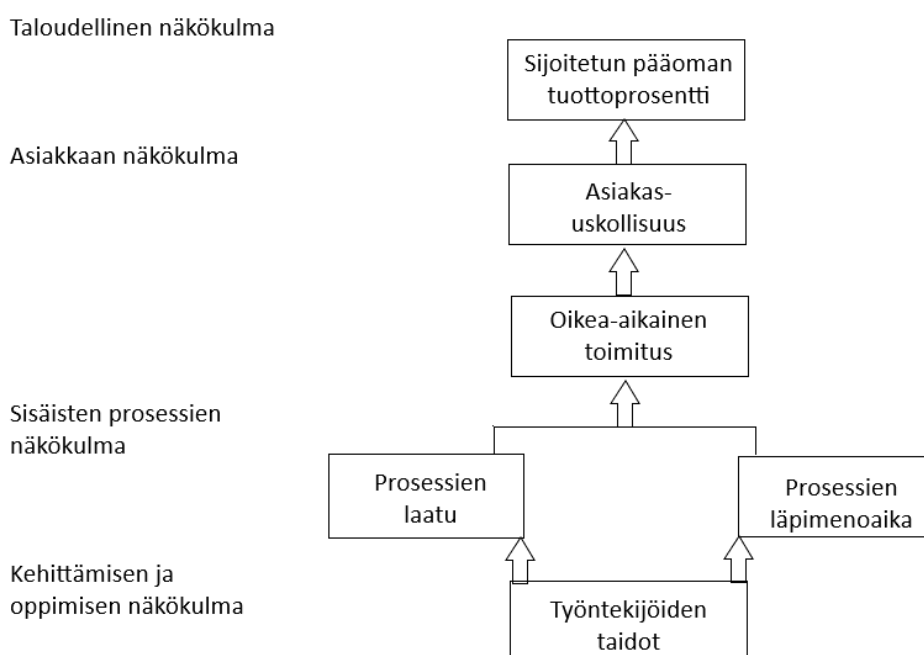 Taloudellinen näkökulma
Sijoitetun pääoman
tuottoprosentti
Asiakkaan näkökulma
Asiakas-
uskollisuus
Oikea-aikainen
toimitus
Sisäisten prosessien
näkökulma
Prosessien
laatu
Prosessien
läpimenoaika
Kehittämisen ja
oppimisen näkökulma
Työntekijöiden
taidot